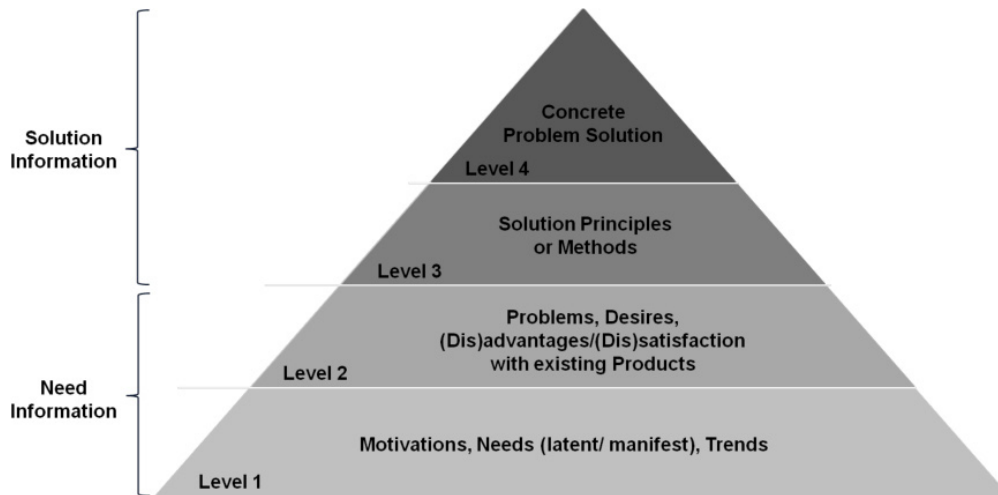 Concrete
Problem Solution
Solution
Information
Level 4
Solution Principles
or Methods
Level 3
Problems, Desires,
(Dis)advantages/(Dis)satisfaction
with existing Products
Level 2
Need
Information
Motivations, Needs (latent/ manifest), Trends
Level 1